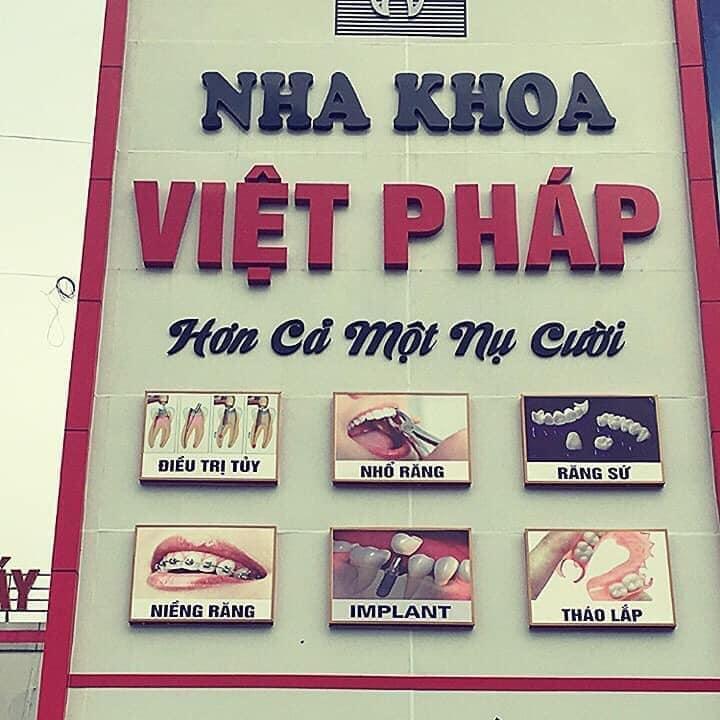 NHA KHOA
VIỆT PHÁP
Hơn Cả Một Nụ Cười
ĐIỀU TRỊ TỦY
NHỔ RĂNG
RĂNG SỨ
NIỀNG RĂNG
IMPLANT
THÁO LẮP
ÁY